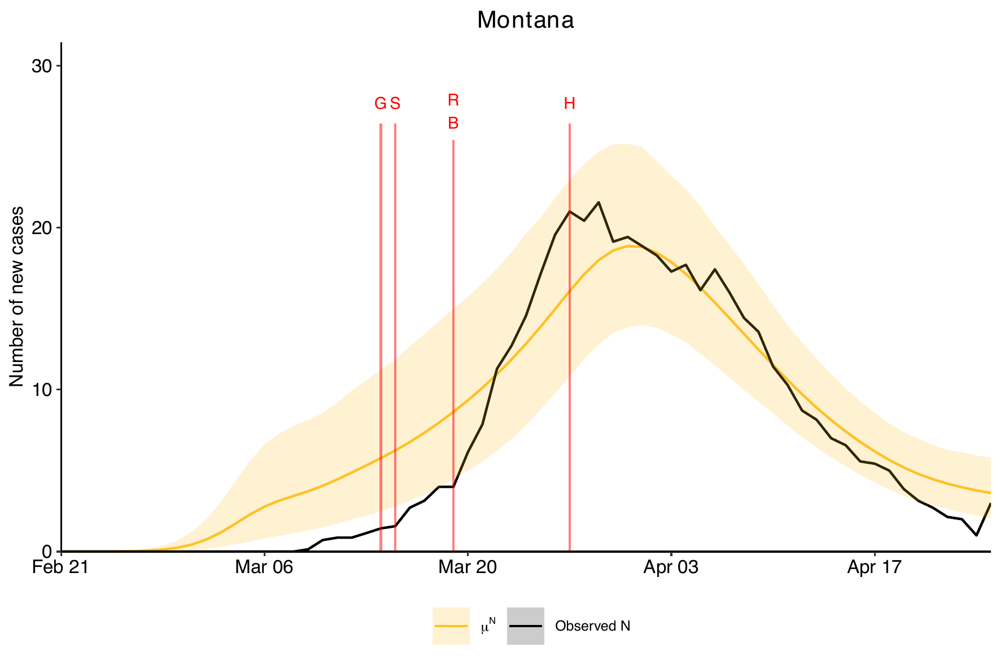 Montana
Number of new cases
30
20
10
0
G S
R
B
H
Feb 21 Mar 06 Mar 20 Apr 03 Apr 17
μᴺ Observed N